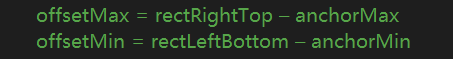 offsetMax = rectRightTop – anchorMax
offsetMin = rectLeftBottom – anchorMin